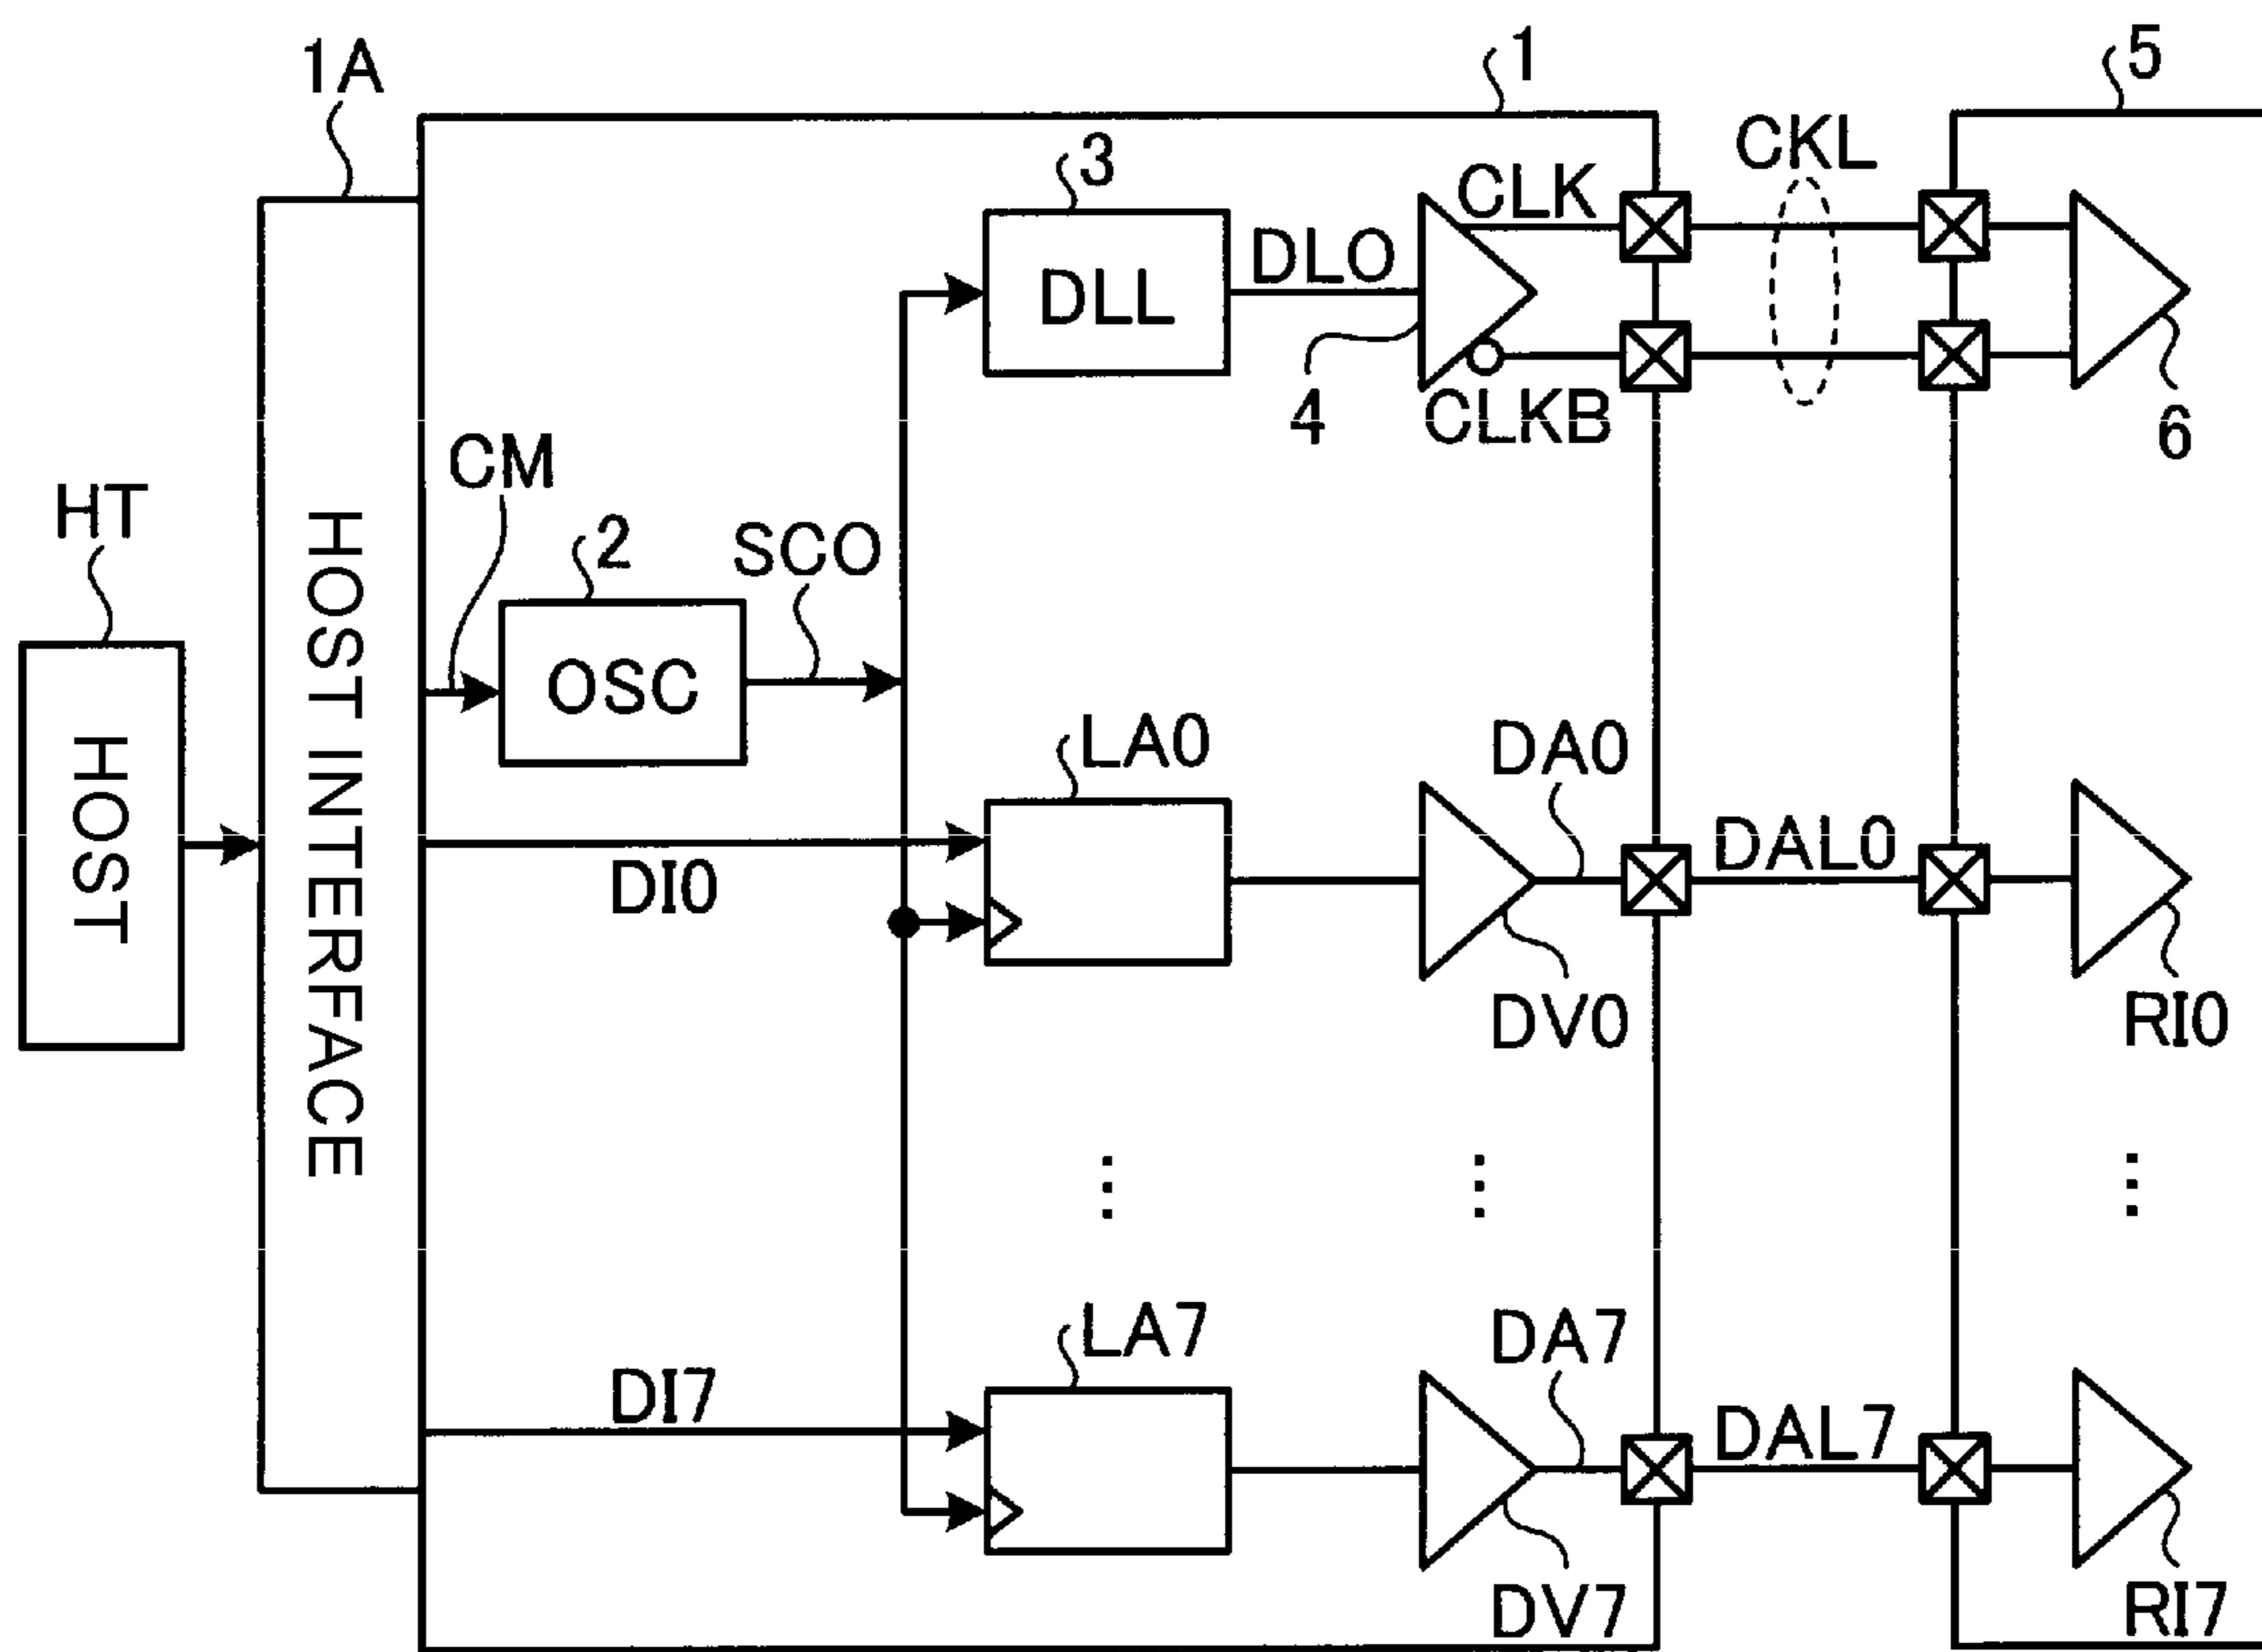 1A
1
5
3
CLK
CKL
DLL
DLO
4
CLKB
6
CM
HT
2
SCO
HOST INTERFACE
OSC
HOST
LA0
DA0
DAL0
DI0
DV0
RI0
LA7
DA7
DI7
DAL7
DV7
RI7